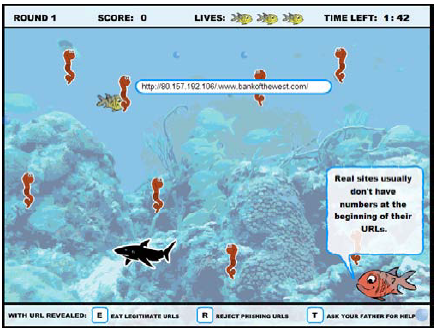 ROUND 1 SCORE: 0 LIVES: TIME LEFT: 1:42
http://80.157.192.106/.www.bankofthewest.com/
Real sites usually
don't have
numbers at the
beginning of their
URLs.
WITH URL REVEALED: E EAT LEGITIMATE URLS R REJECT PHISHING URLS T ASK YOUR FATHER FOR HELP